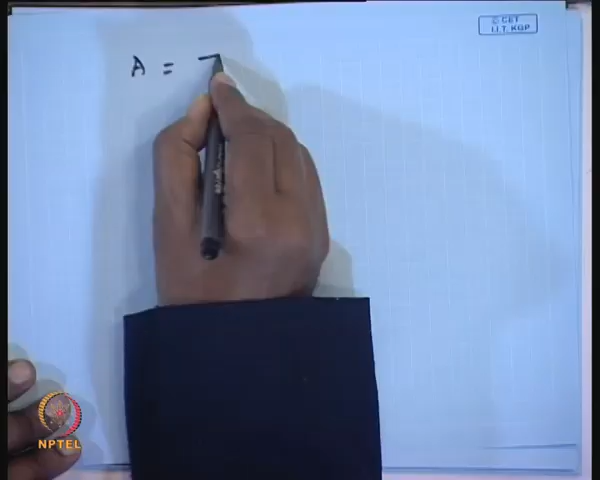 © CET
I.I.T. KGP
A =
NPTEL